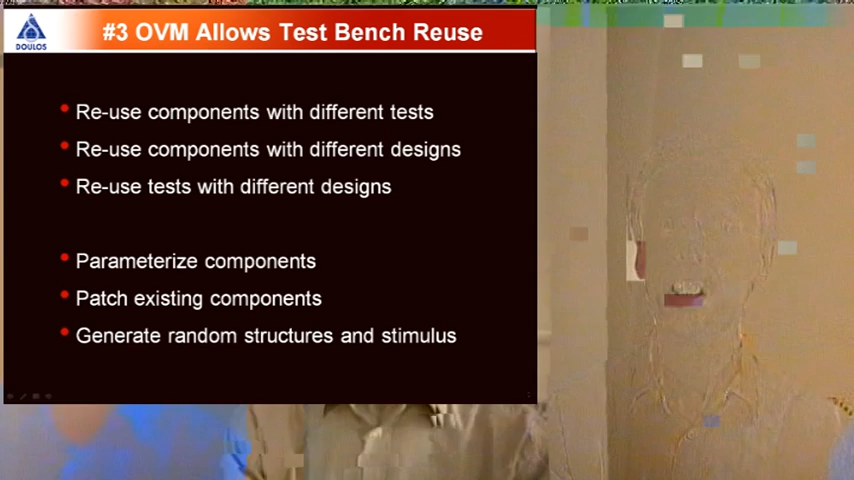 #3 OVM Allows Test Bench Reuse
DOULOS
Re-use components with different tests
Re-use components with different designs
Re-use tests with different designs
Parameterize components
Patch existing components
Generate random structures and stimulus